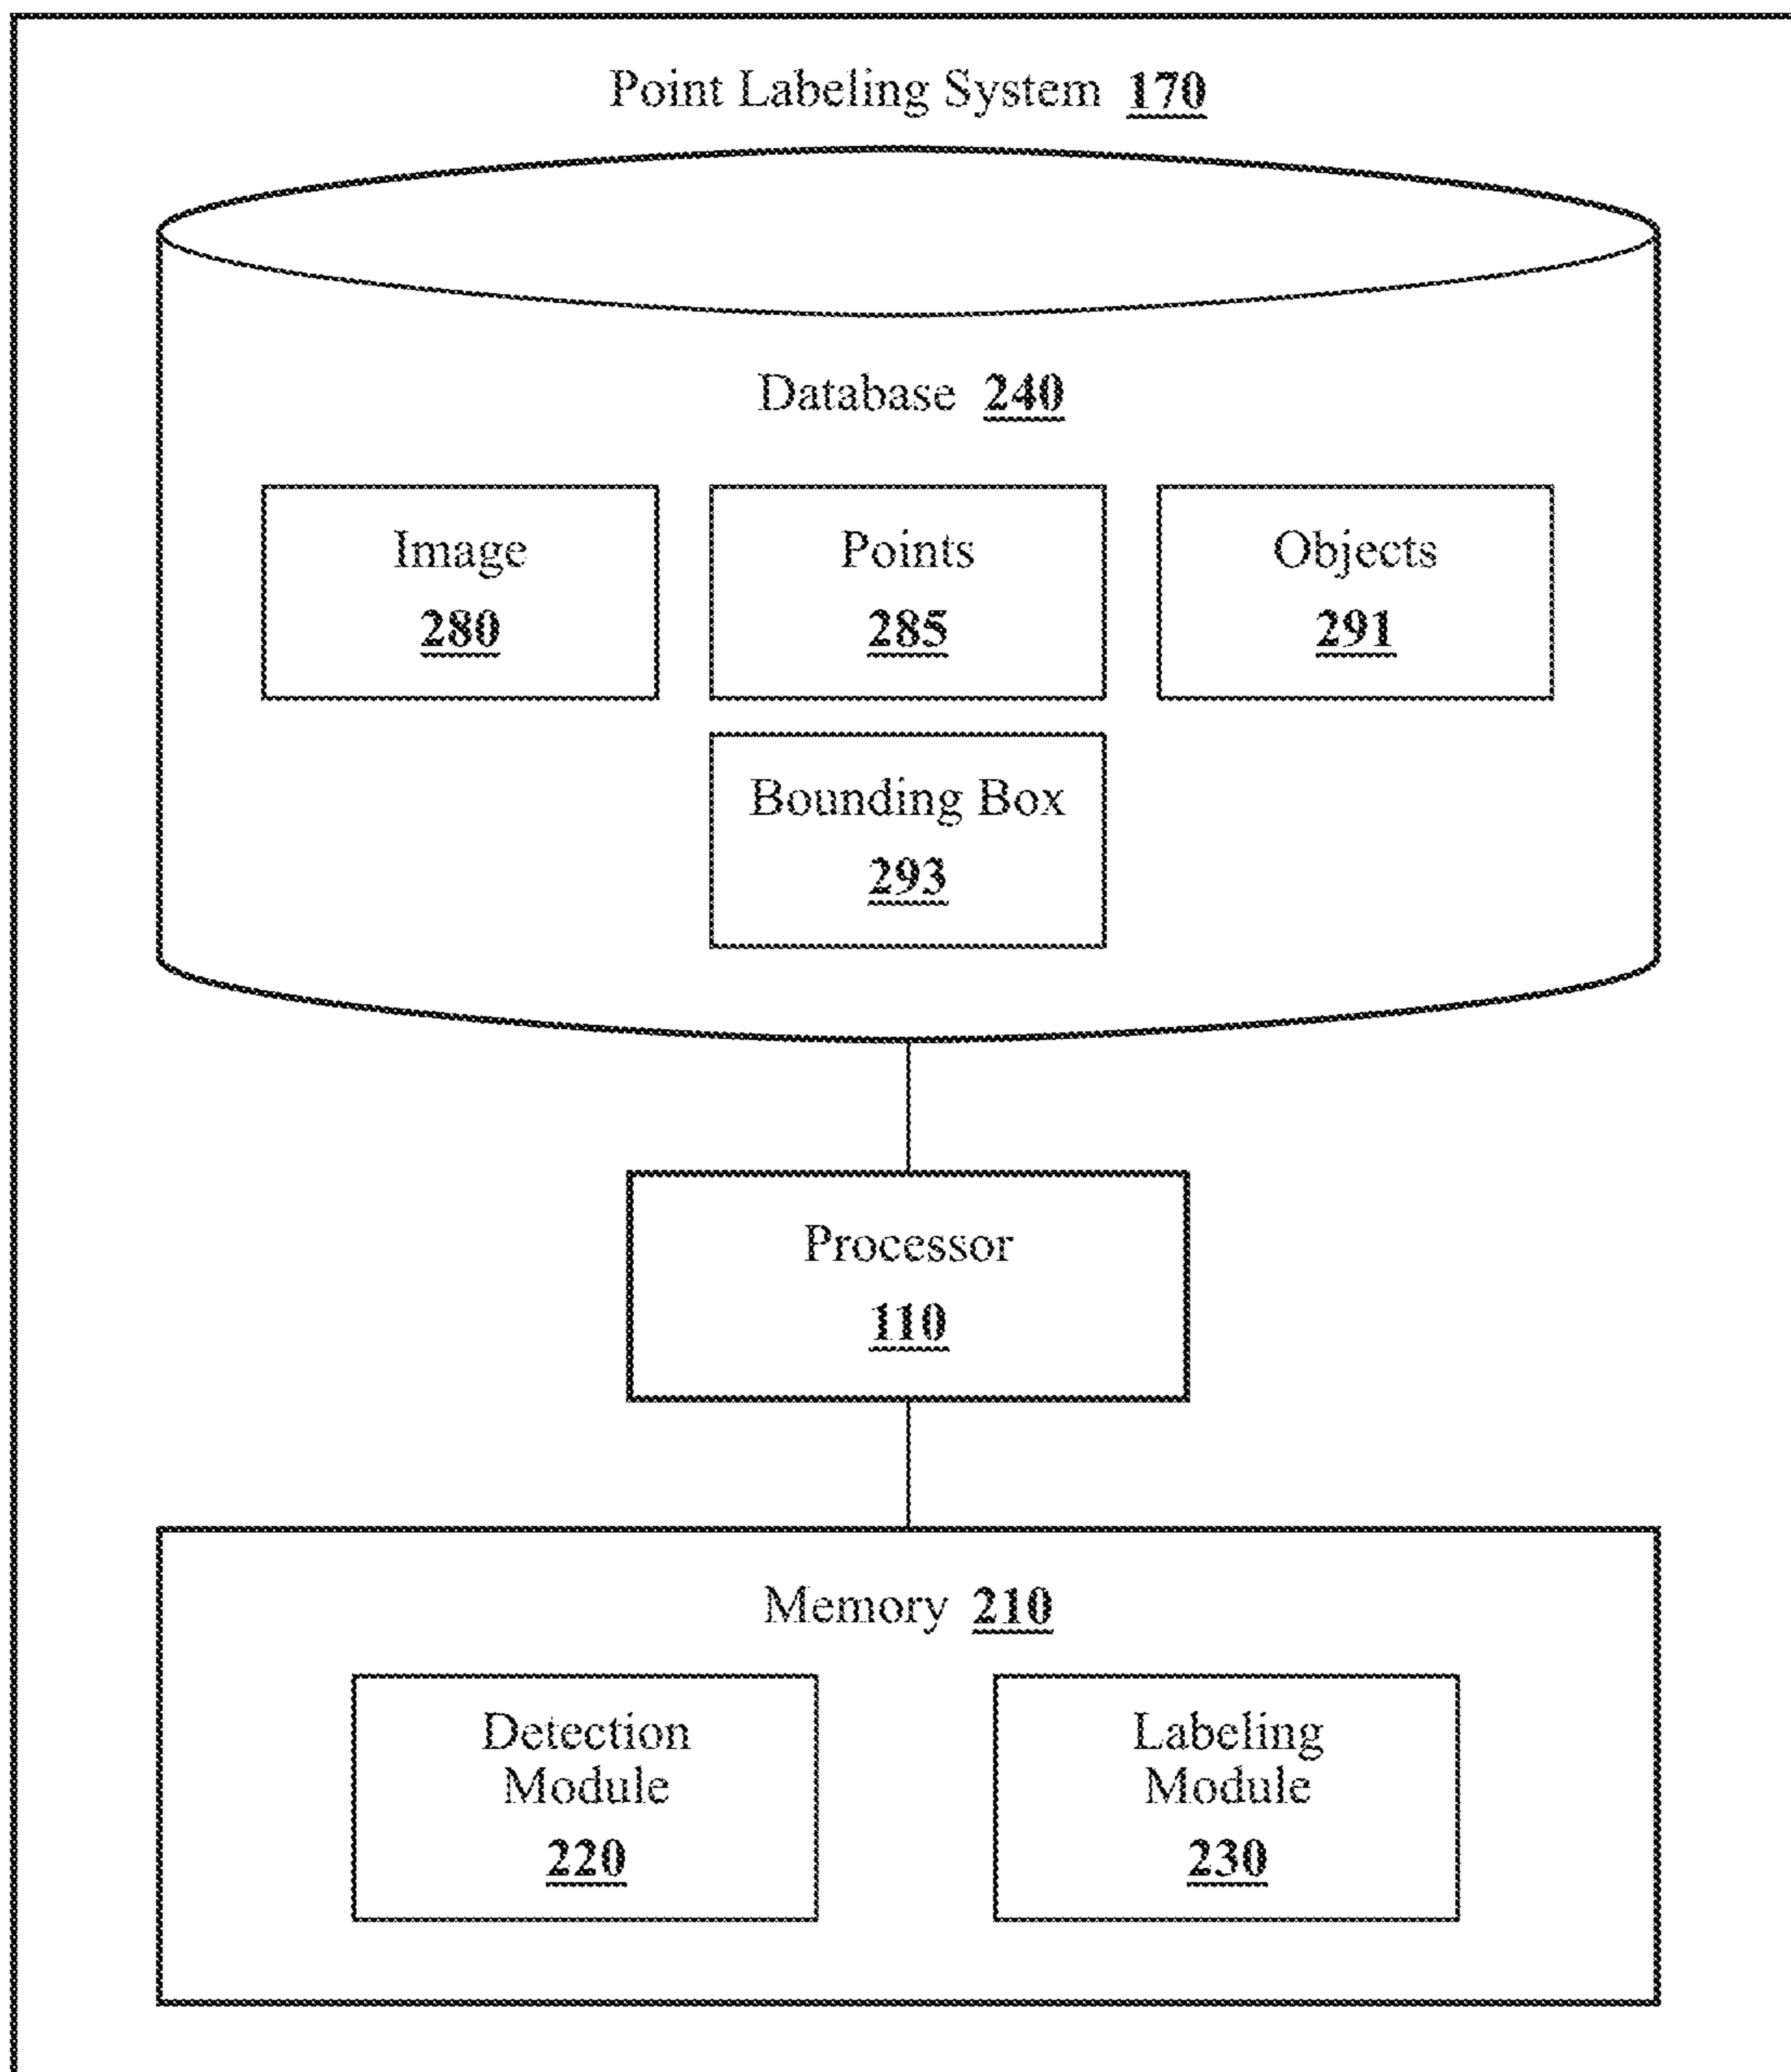 Point Labeling System 170
Database 240
Image
280
Points
285
Objects
291
Bounding Box
293
Processor
110
Memory 210
Detection
Module
220
Labeling
Module
230